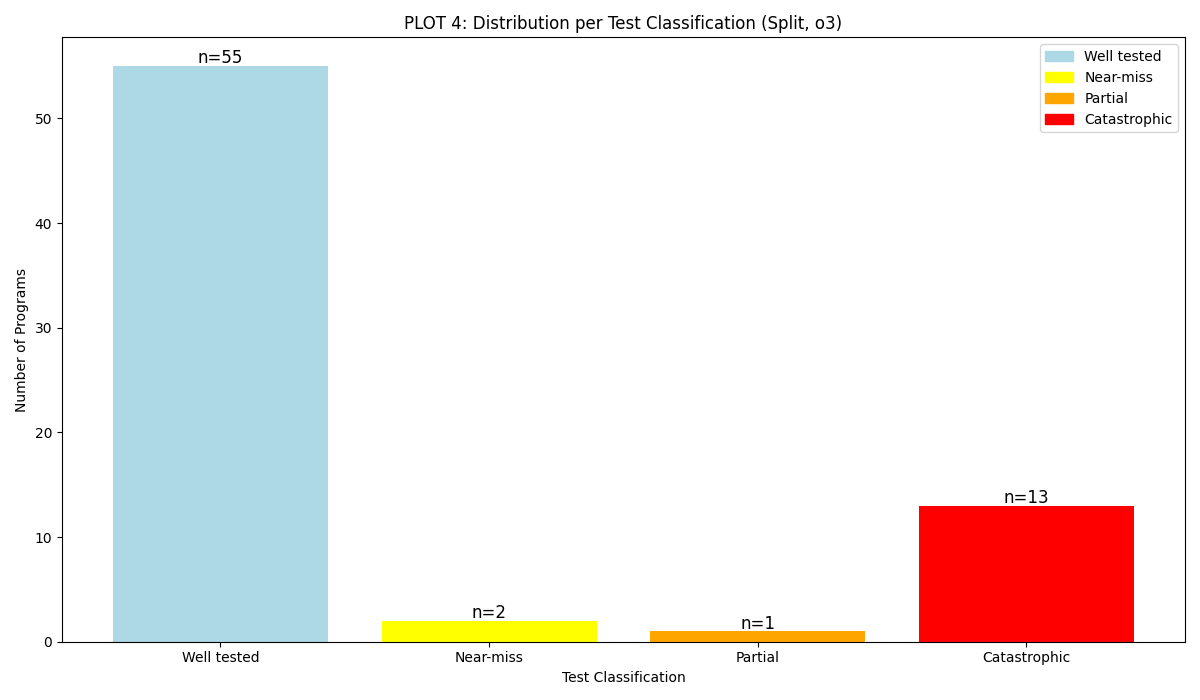 PLOT 4: Distribution per Test Classification (Split, o3)
Well tested
Near-miss
Partial
Catastrophic
n=55
n=2
n=1
n=13
50
40
30
20
10
0
Number of Programs
Well tested
Near-miss
Partial
Catastrophic
Test Classification